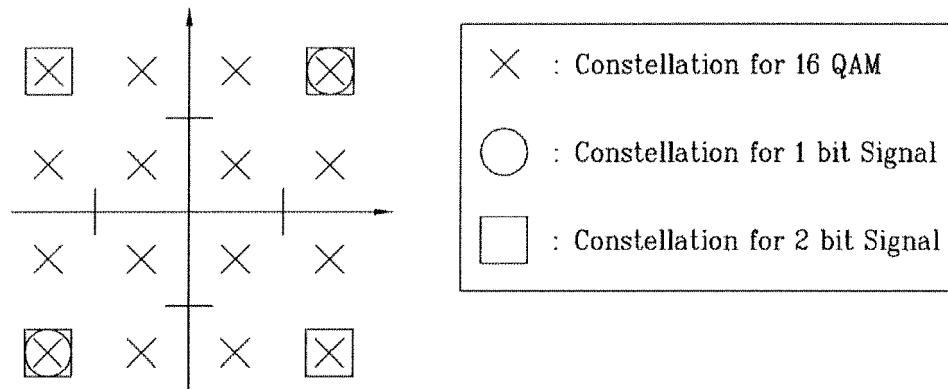 : Constellation for 16 QAM
: Constellation for 1 bit Signal
: Constellation for 2 bit Signal